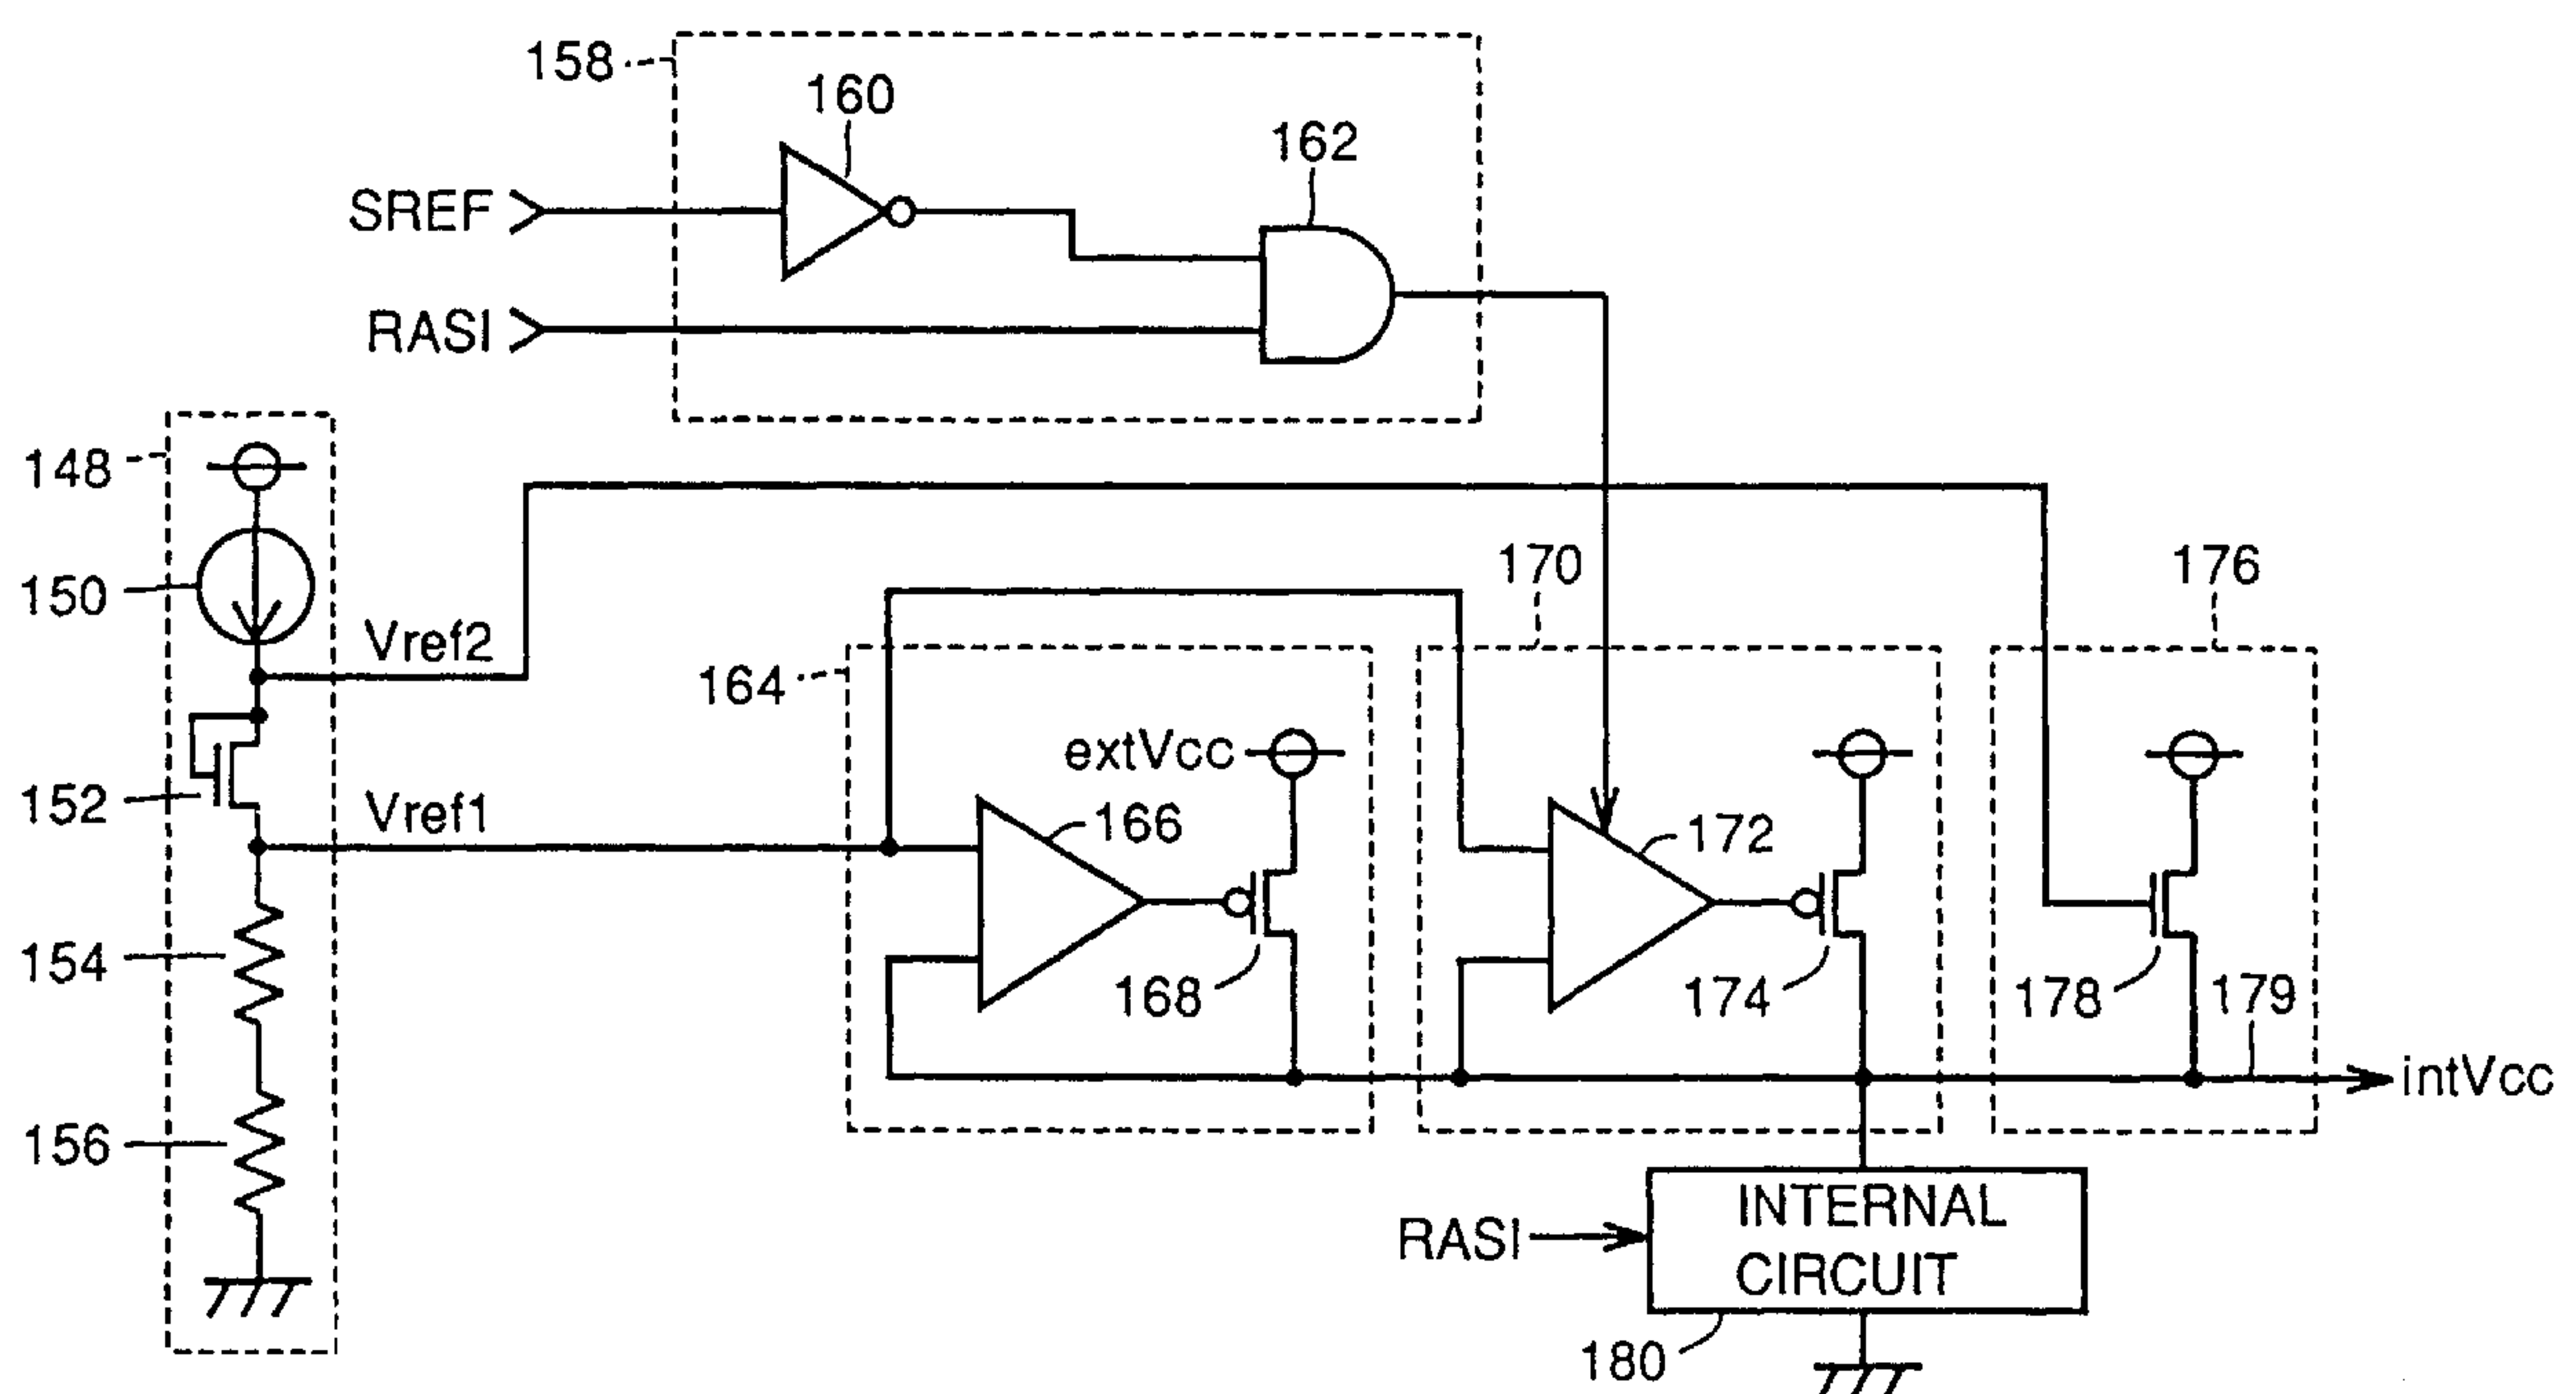 158
160
162
SREF
RASI
148
150
Vref2
170
176
164
extVcc
152
Vref1
166
172
154
168
174
178
179
intVcc
156
RASI
INTERNAL
CIRCUIT
180